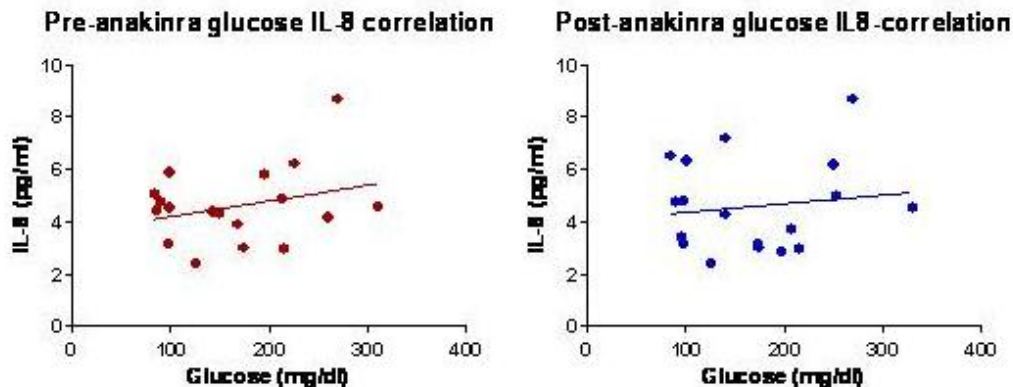 Pre-anakinra glucose IL-8 correlation
10
8
6
4
2
0
IL-8 (pg/ml)
0 100 200 300 400
Glucose (mg/dl)
Post-anakinra glucose IL8-correlation
10
8
6
4
2
0
IL-8 (pg/ml)
0 100 200 300 400
Glucose (mg/dl)